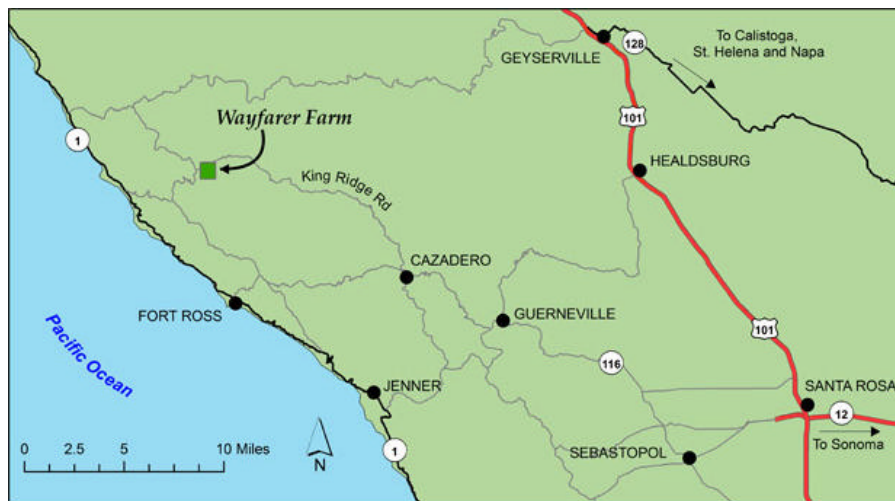 To Calistoga,
St. Helena and Napa
GEYSERVILLE
128
101
1
Wayfarer Farm
HEALDSBURG
King Ridge Rd
CAZADERO
FORT ROSS
GUERNEVILLE
101
Pacific Ocean
116
JENNER
SANTA ROSA
12
To Sonoma
SEBASTOPOL
1
0 2.5 5 10 Miles
N